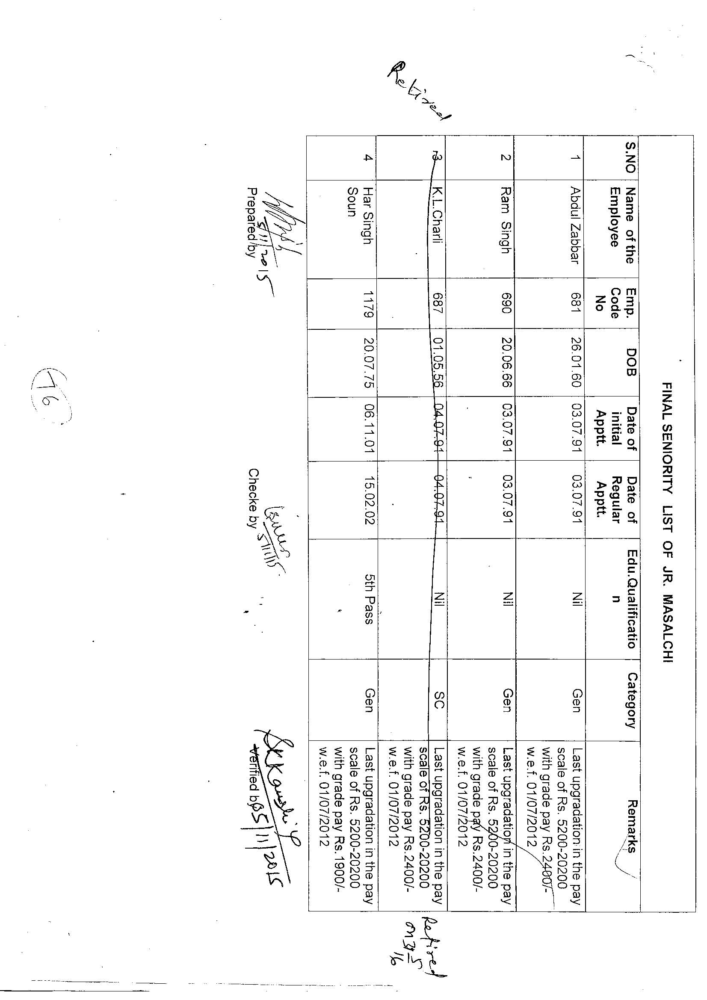 FINAL SENIORITY LIST OF JR. MASALCHI
S.NO Name of the Employee Emp. Code No DOB Date of initial Apptt. Date of Regular Apptt. Edu.Qualificatio n Category Remarks
1 Abdul Zabbar 681 26.01.60 03.07.91 03.07.91 Nil Gen Last upgradation in the pay
scale of Rs. 5200-20200
with grade pay Rs.2400/-
w.e.f. 01/07/2012
2 Ram Singh 690 20.06.66 03.07.91 03.07.91 Nil Gen Last upgradation in the pay
scale of Rs. 5200-20200
with grade pay Rs.2400/-
w.e.f. 01/07/2012
Retired
3 K.L.Charli 687 01.05.56 04.07.91 04.07.91 Nil SC Last upgradation in the pay
scale of Rs. 5200-20200
with grade pay Rs.2400/-
w.e.f. 01/07/2012
Retired
on 31-5
16
4 Har Singh Soun 1179 20.07.75 06.11.01 15.02.02 5th Pass Gen Last upgradation in the pay
scale of Rs. 5200-20200
with grade pay Rs.1900/-
w.e.f. 01/07/2012
5/11/2015
Prepared by
5/11/15
Checke by
05/11/2015
Verified by
76